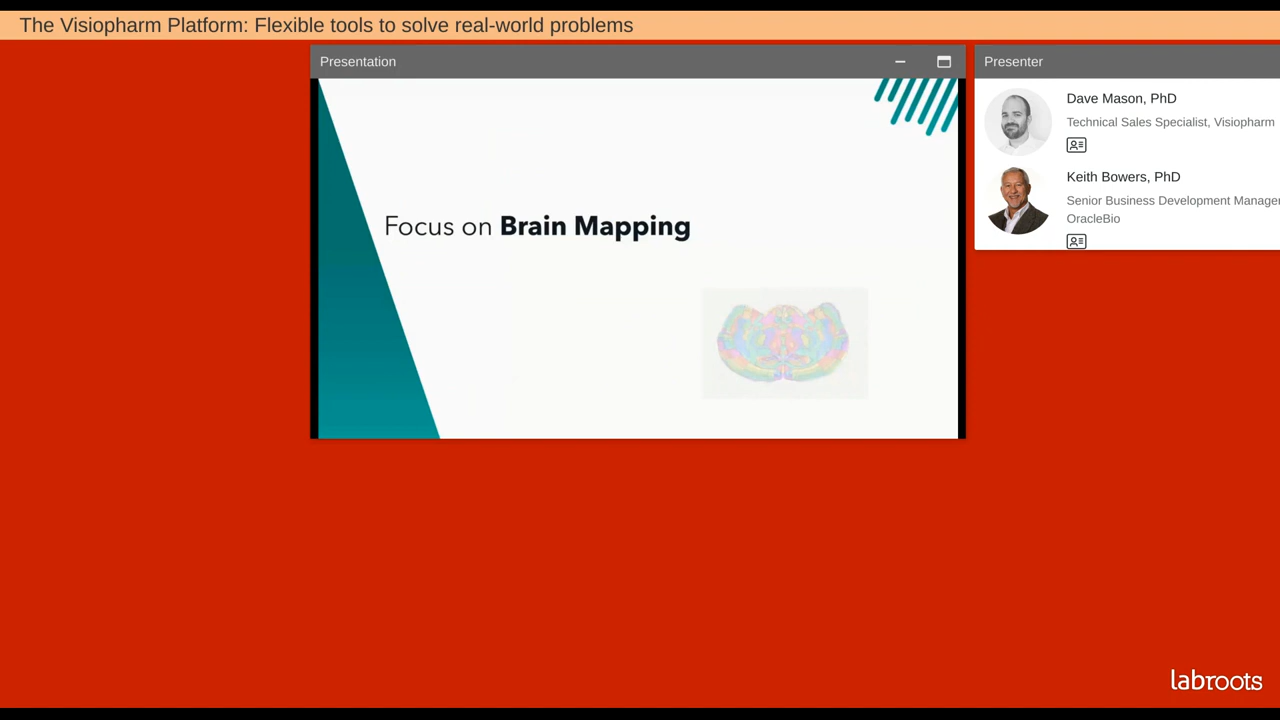 The Visiopharm Platform: Flexible tools to solve real-world problems
Presentation
Focus on Brain Mapping
Presenter
Dave Mason, PhD
Technical Sales Specialist, Visiopharm
Keith Bowers, PhD
Senior Business Development Manager
OracleBio
labroots